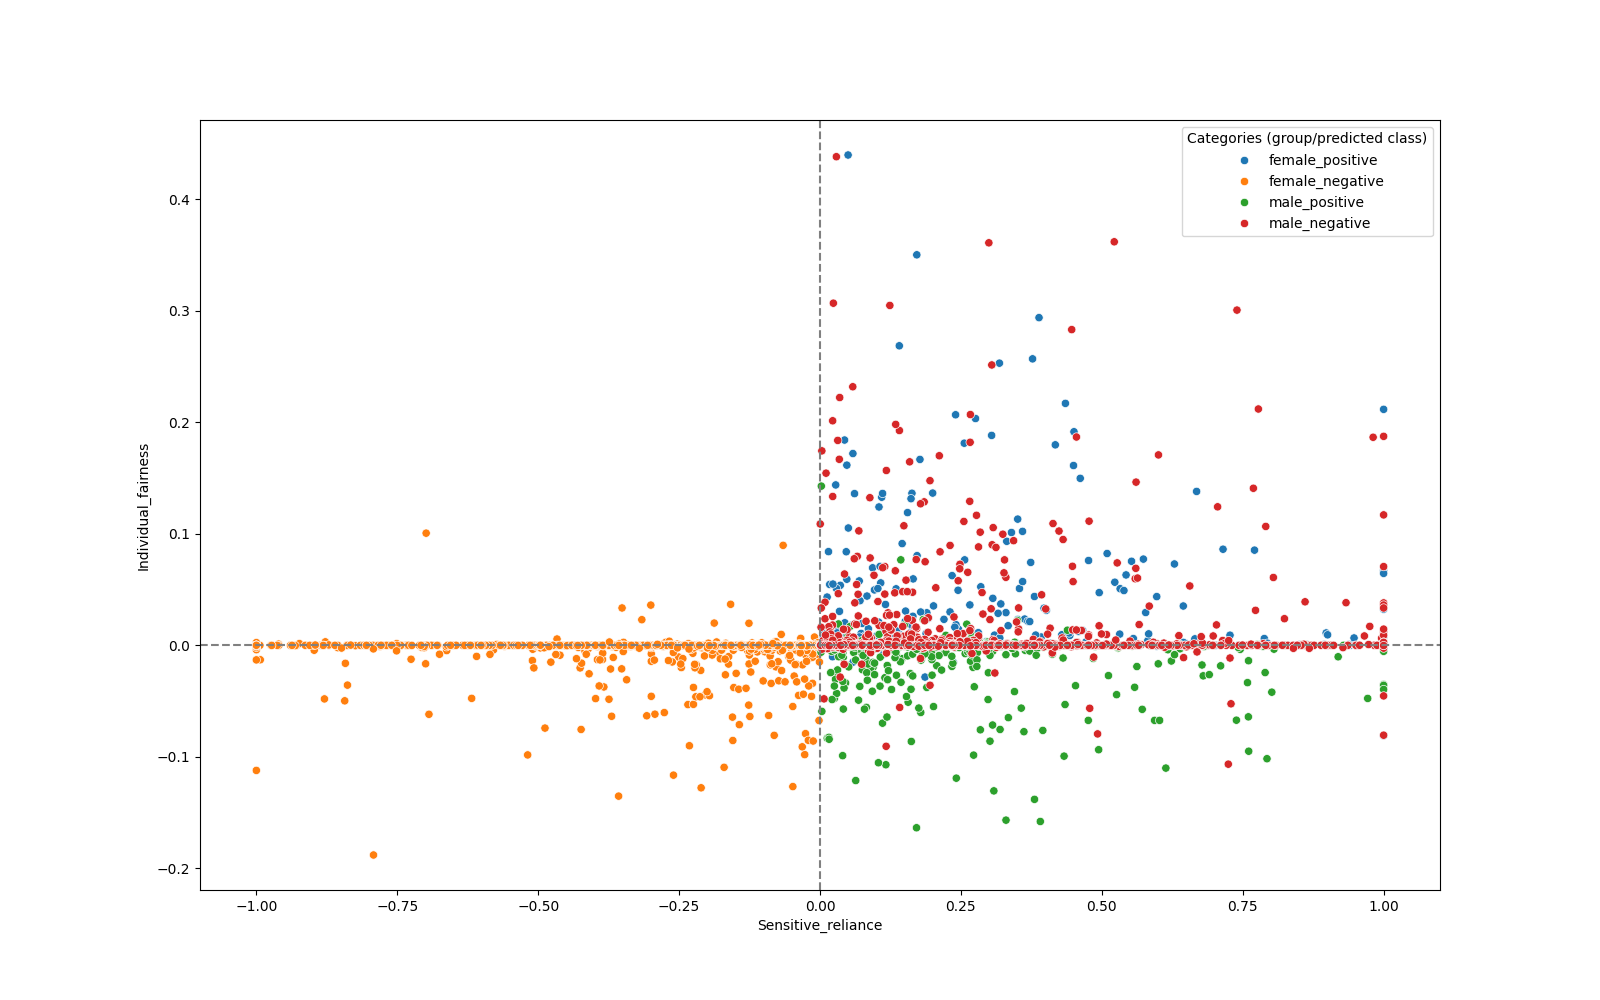 Categories (group/predicted class)
female_positive
female_negative
male_positive
male_negative
0.4
0.3
0.2
0.1
0.0
−0.1
−0.2
Individual_fairness
−1.00
−0.75
−0.50
−0.25
0.00
0.25
0.50
0.75
1.00
Sensitive_reliance